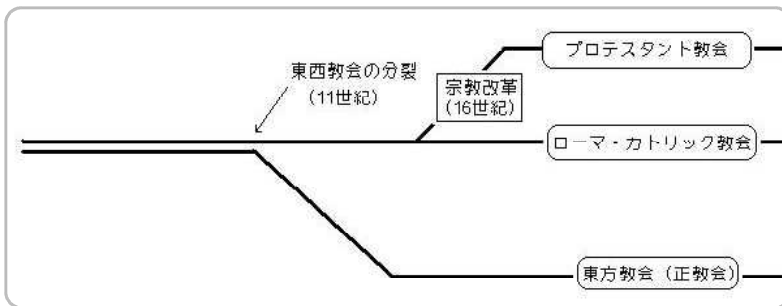 プロテスタント教会
東西教会の分裂
(11世紀)
宗教改革
(16世紀)
ローマ・カトリック教会
東方教会 (正教会)